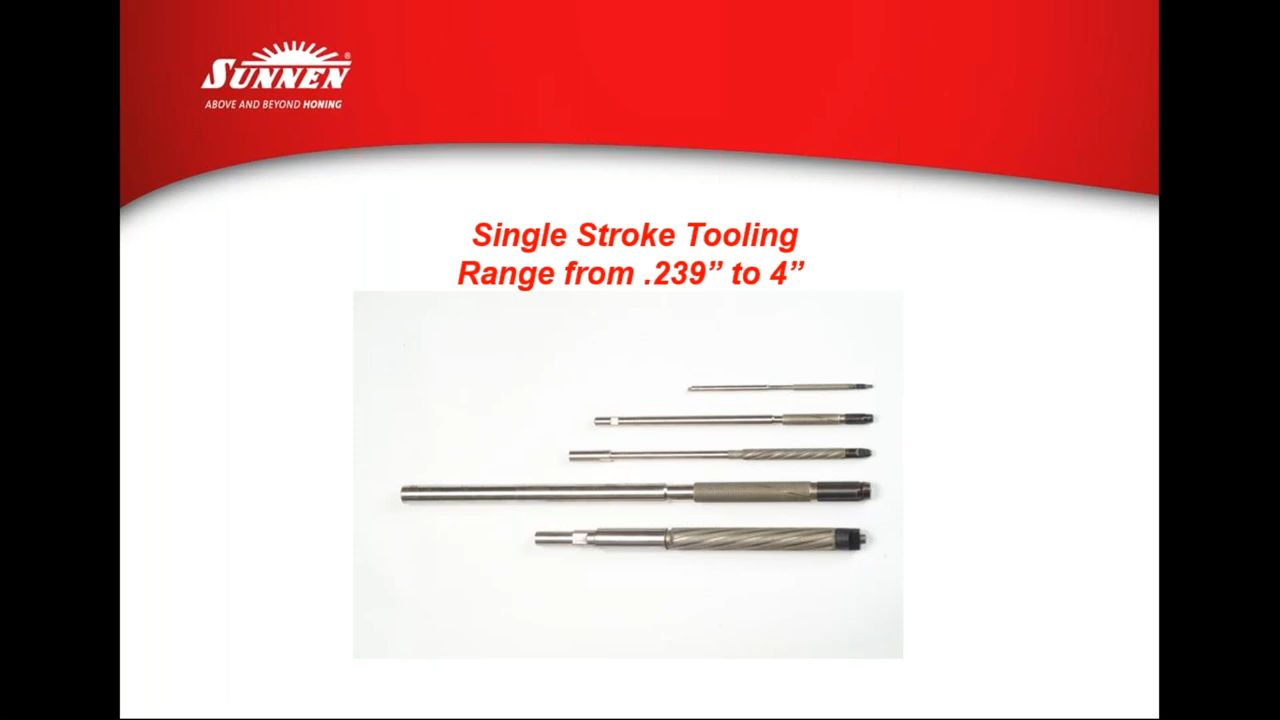 SUNNEN®
ABOVE AND BEYOND HONING
Single Stroke Tooling
Range from .239” to 4”